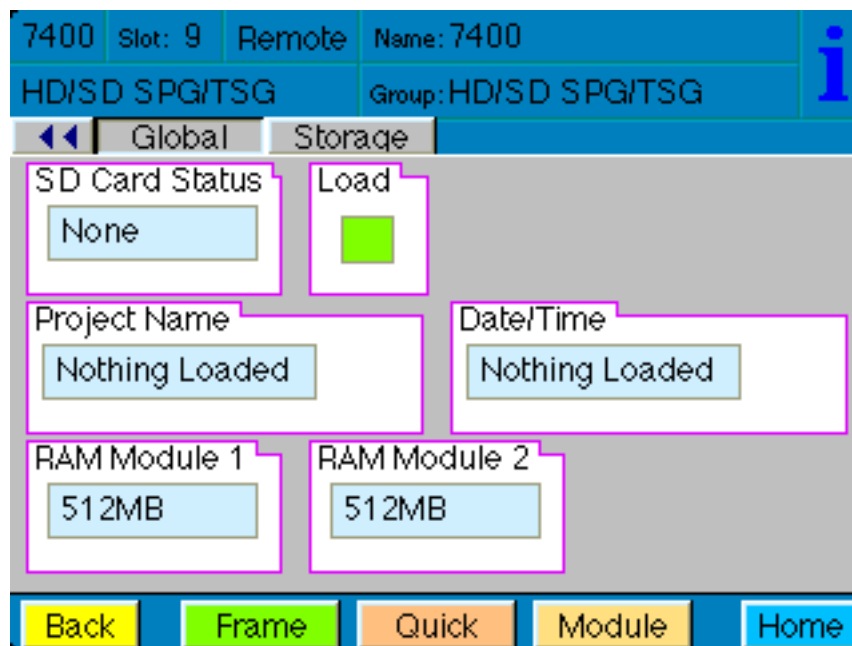 7400 Slot: 9 Remote Name: 7400
HD/SD SPG/TSG Group: HD/SD SPG/TSG
i
Global Storage
SD Card Status Load
None
Project Name Date/Time
Nothing Loaded Nothing Loaded
RAM Module 1 RAM Module 2
512MB 512MB
Back Frame Quick Module Home